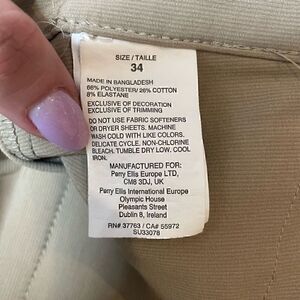 SIZE / TAILLE
34
MADE IN BANGLADESH
66% POLYESTER/ 26% COTTON
8% ELASTANE
EXCLUSIVE OF DECORATION
EXCLUSIVE OF TRIMMING
DO NOT USE FABRIC SOFTENERS
OR DRYER SHEETS. MACHINE
WASH COLD WITH LIKE COLORS.
DELICATE CYCLE. NON-CHLORINE
BLEACH. TUMBLE DRY LOW, COOL
IRON.
MANUFACTURED FOR:
Perry Ellis Europe LTD,
CM8 3DJ, UK
Perry Ellis International Europe
Olympic House
Pleasants Street
Dublin 8, Ireland
RN# 37763 / CA# 55972
SU33078